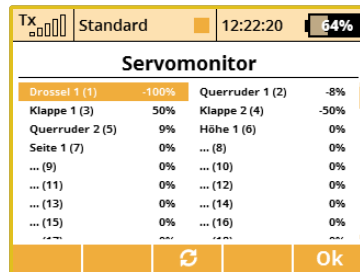 Tx Standard 12:22:20 64%
Servomonitor
Drossel 1 (1) -100% Querruder 1 (2) -8%
Klappe 1 (3) 50% Klappe 2 (4) -50%
Querruder 2 (5) 9% Höhe 1 (6) 0%
Seite 1 (7) 0% ... (8) 0%
... (9) 0% ... (10) 0%
... (11) 0% ... (12) 0%
... (13) 0% ... (14) 0%
... (15) 0% ... (16) 0%
Ok